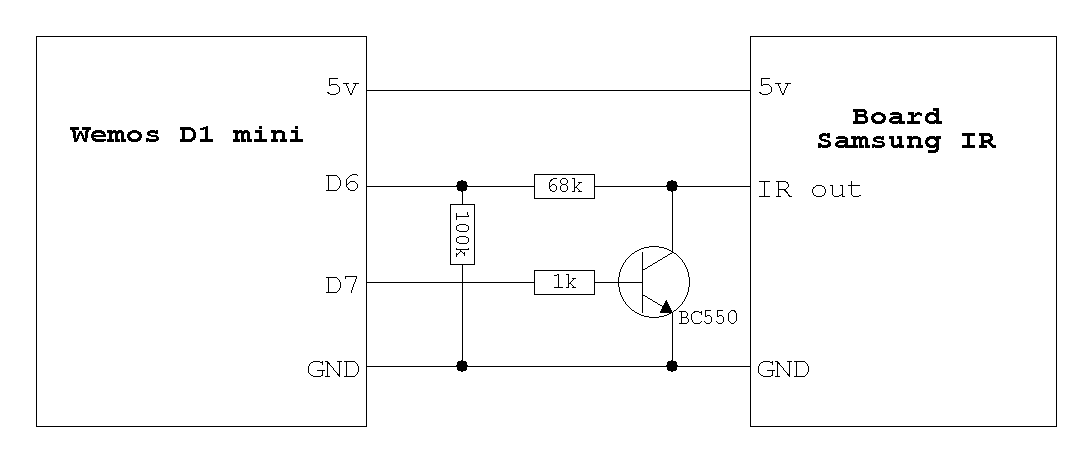 5v
5v
Wemos D1 mini
Board
Samsung IR
D6
68k
IR out
100k
D7
1k
BC550
GND
GND